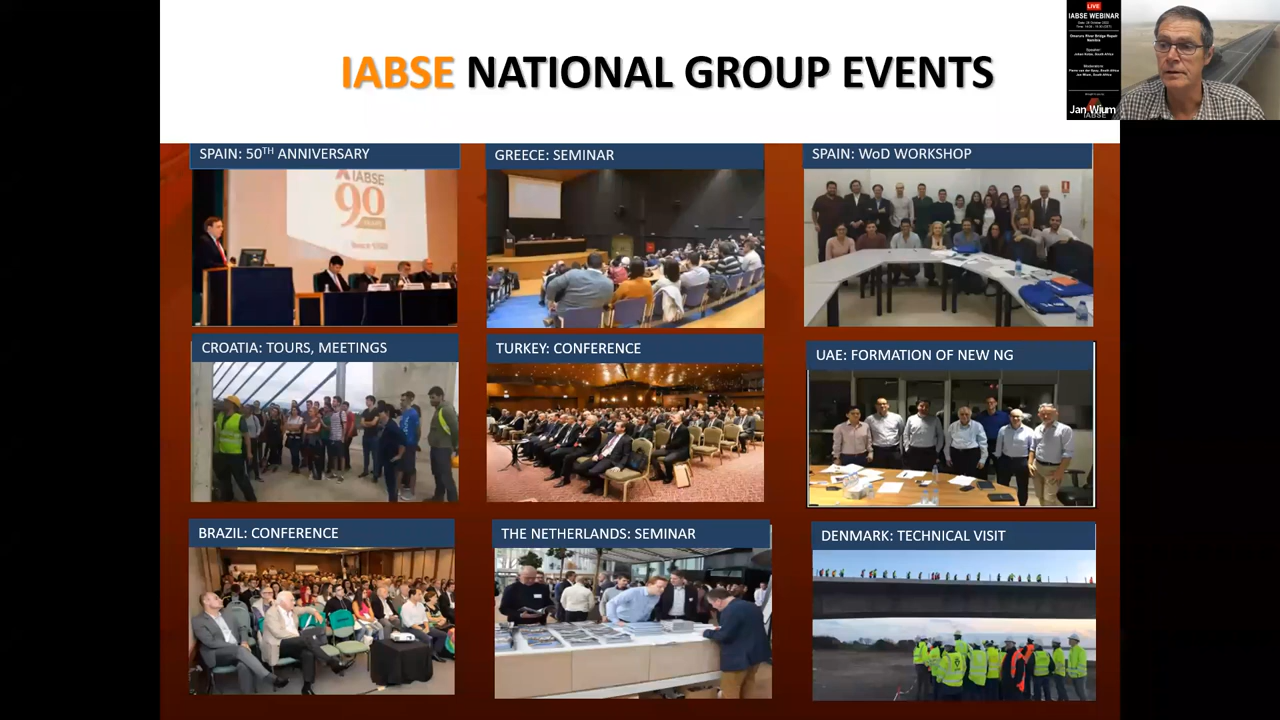 IABSE NATIONAL GROUP EVENTS
LIVE
IABSE WEBINAR
Jan Wium
IABSE
SPAIN: 50TH ANNIVERSARY
GREECE: SEMINAR
SPAIN: WoD WORKSHOP
IABSE
90
CROATIA: TOURS, MEETINGS
TURKEY: CONFERENCE
UAE: FORMATION OF NEW NG
BRAZIL: CONFERENCE
THE NETHERLANDS: SEMINAR
DENMARK: TECHNICAL VISIT